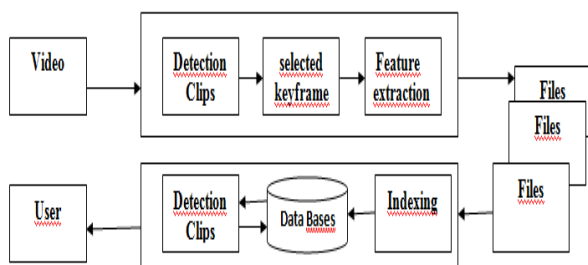 Video
Detection
Clips
selected
keyframe
Feature
extraction
Files
Files
Files
User
Detection
Clips
Data Bases
Indexing